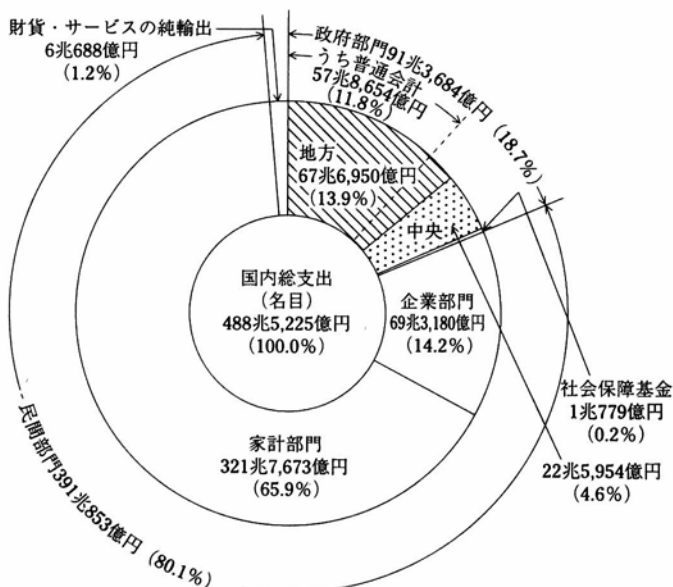 財貨・サービスの純輸出
6兆688億円
(1.2%)
政府部門91兆3,684億円
(18.7%)
うち普通会計
57兆8,654億円
(11.8%)
地方
67兆6,950億円
(13.9%)
中央
国内総支出
(名目)
488兆5,225億円
(100.0%)
企業部門
69兆3,180億円
(14.2%)
社会保障基金
1兆779億円
(0.2%)
22兆5,954億円
(4.6%)
家計部門
321兆7,673億円
(65.9%)
民間部門391兆853億円 (80.1%)